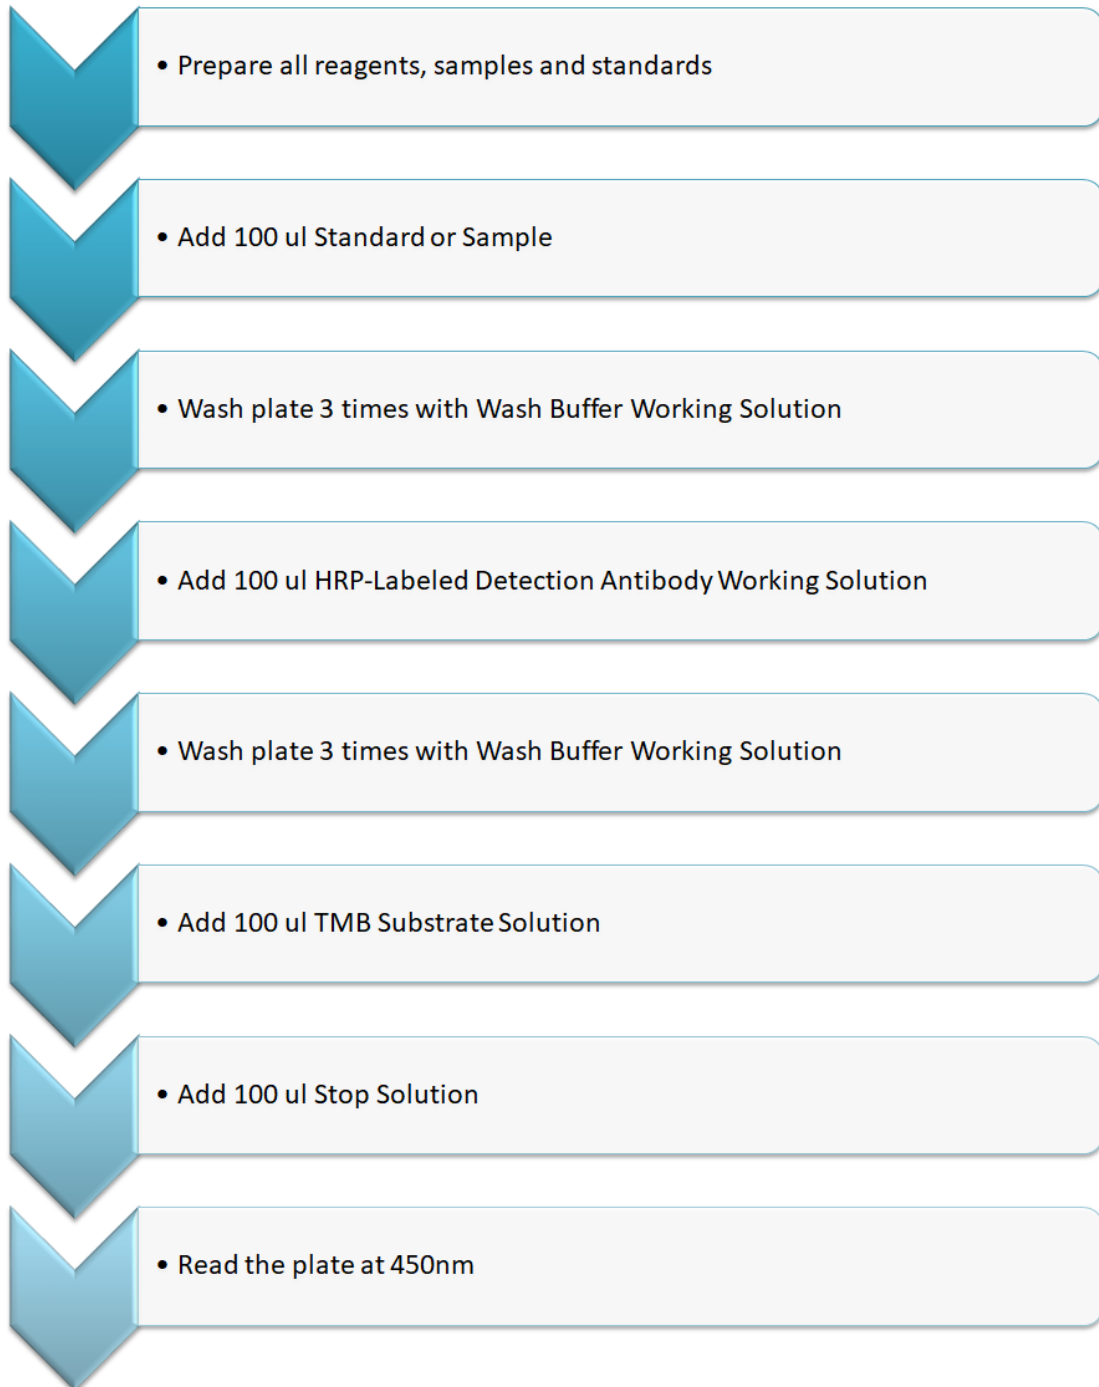 • Prepare all reagents, samples and standards
• Add 100 ul Standard or Sample
• Wash plate 3 times with Wash Buffer Working Solution
• Add 100 ul HRP-Labeled Detection Antibody Working Solution
• Wash plate 3 times with Wash Buffer Working Solution
• Add 100 ul TMB Substrate Solution
• Add 100 ul Stop Solution
• Read the plate at 450nm